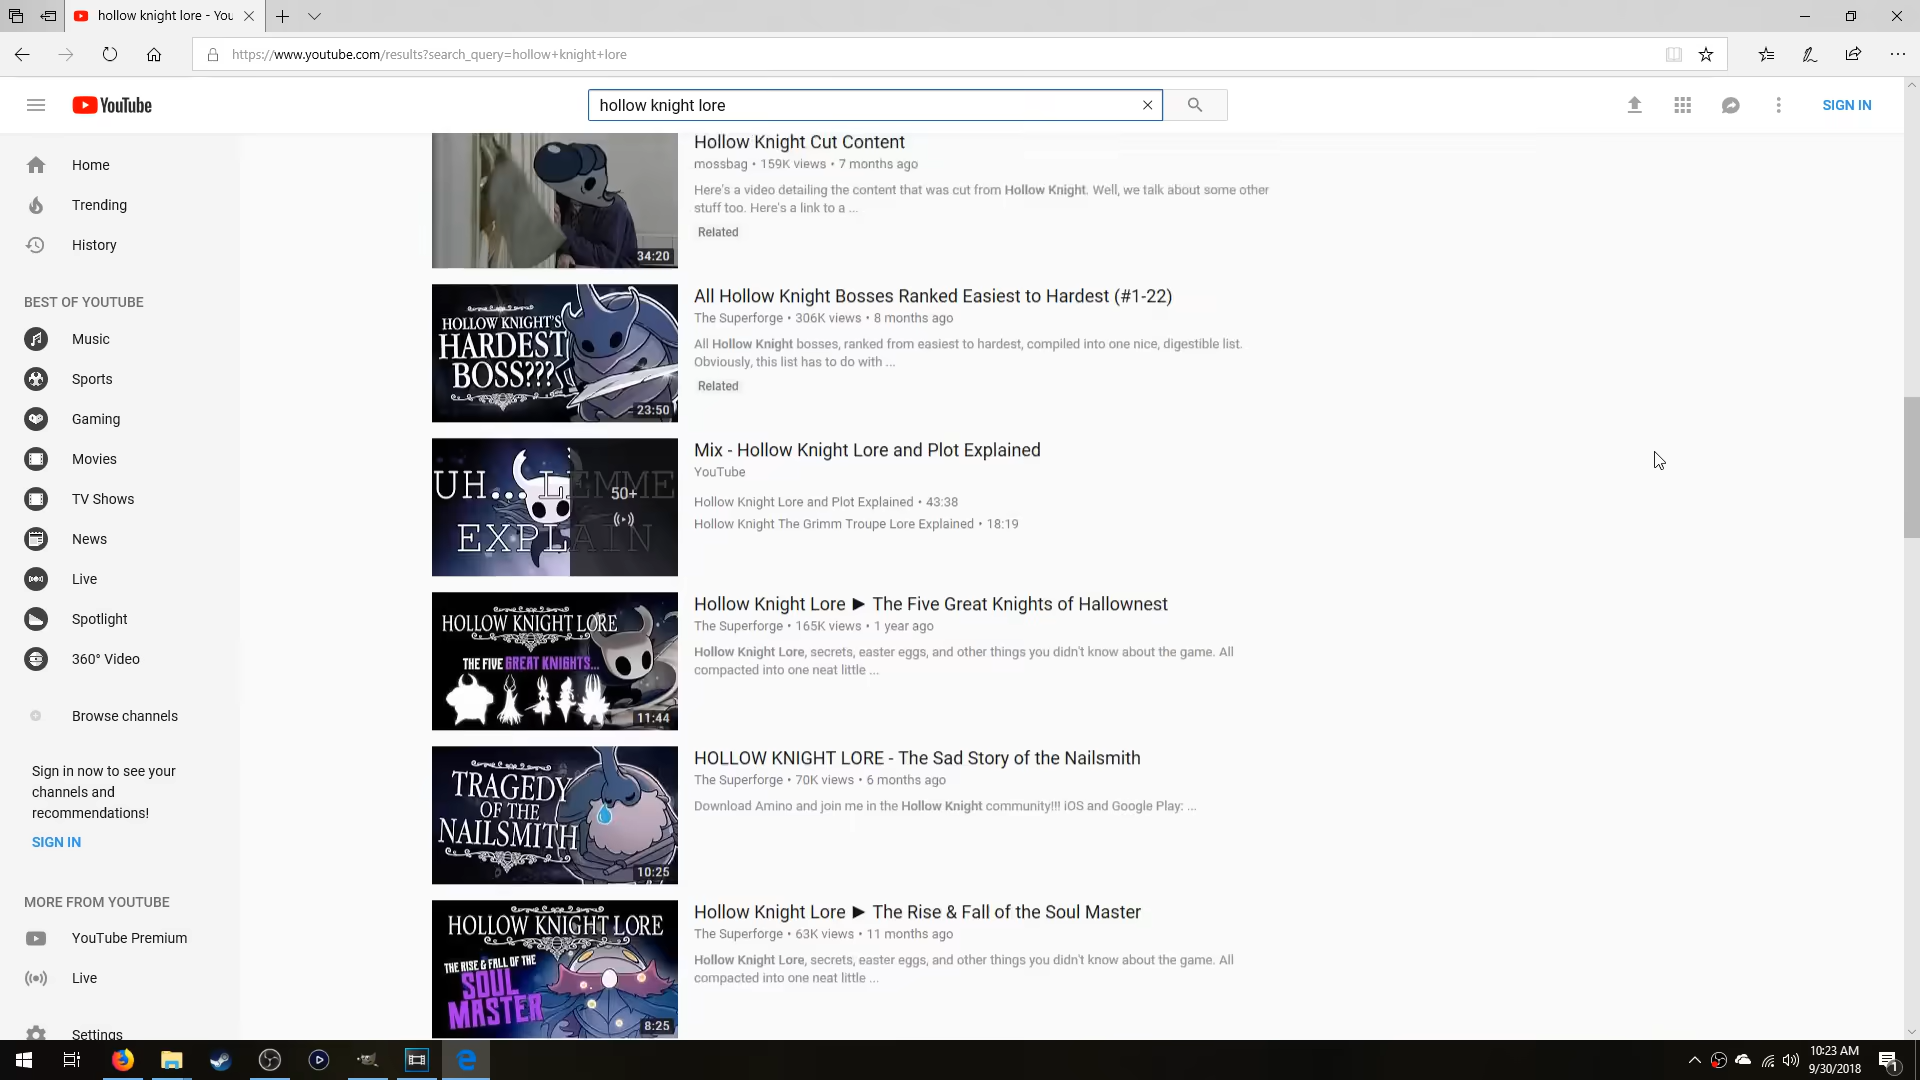 hollow knight lore - You
https://www.youtube.com/results?search_query=hollow+knight+lore
YouTube
hollow knight lore
SIGN IN
Home
Trending
History
BEST OF YOUTUBE
Music
Sports
Gaming
Movies
TV Shows
News
Live
Spotlight
360° Video
Browse channels
Sign in now to see your
channels and
recommendations!
SIGN IN
MORE FROM YOUTUBE
YouTube Premium
Live
Settings
34:20
Hollow Knight Cut Content
mossbag • 159K views • 7 months ago
Here's a video detailing the content that was cut from Hollow Knight. Well, we talk about some other
stuff too. Here's a link to a ...
Related
HOLLOW KNIGHT'S
HARDEST
BOSS???
23:50
All Hollow Knight Bosses Ranked Easiest to Hardest (#1-22)
The Superforge • 306K views • 8 months ago
All Hollow Knight bosses, ranked from easiest to hardest, compiled into one nice, digestible list.
Obviously, this list has to do with ...
Related
UH... LEMME
EXPLAIN
50+
Mix - Hollow Knight Lore and Plot Explained
YouTube
Hollow Knight Lore and Plot Explained • 43:38
Hollow Knight The Grimm Troupe Lore Explained • 18:19
HOLLOW KNIGHT LORE
THE FIVE GREAT KNIGHTS...
11:44
Hollow Knight Lore ► The Five Great Knights of Hallownest
The Superforge • 165K views • 1 year ago
Hollow Knight Lore, secrets, easter eggs, and other things you didn't know about the game. All
compacted into one neat little ...
TRAGEDY
OF THE
NAILSMITH
10:25
HOLLOW KNIGHT LORE - The Sad Story of the Nailsmith
The Superforge • 70K views • 6 months ago
Download Amino and join me in the Hollow Knight community!!! iOS and Google Play: ...
HOLLOW KNIGHT LORE
THE RISE & FALL OF THE
SOUL
MASTER
8:25
Hollow Knight Lore ► The Rise & Fall of the Soul Master
The Superforge • 63K views • 11 months ago
Hollow Knight Lore, secrets, easter eggs, and other things you didn't know about the game. All
compacted into one neat little ...
10:23 AM
9/30/2018
1